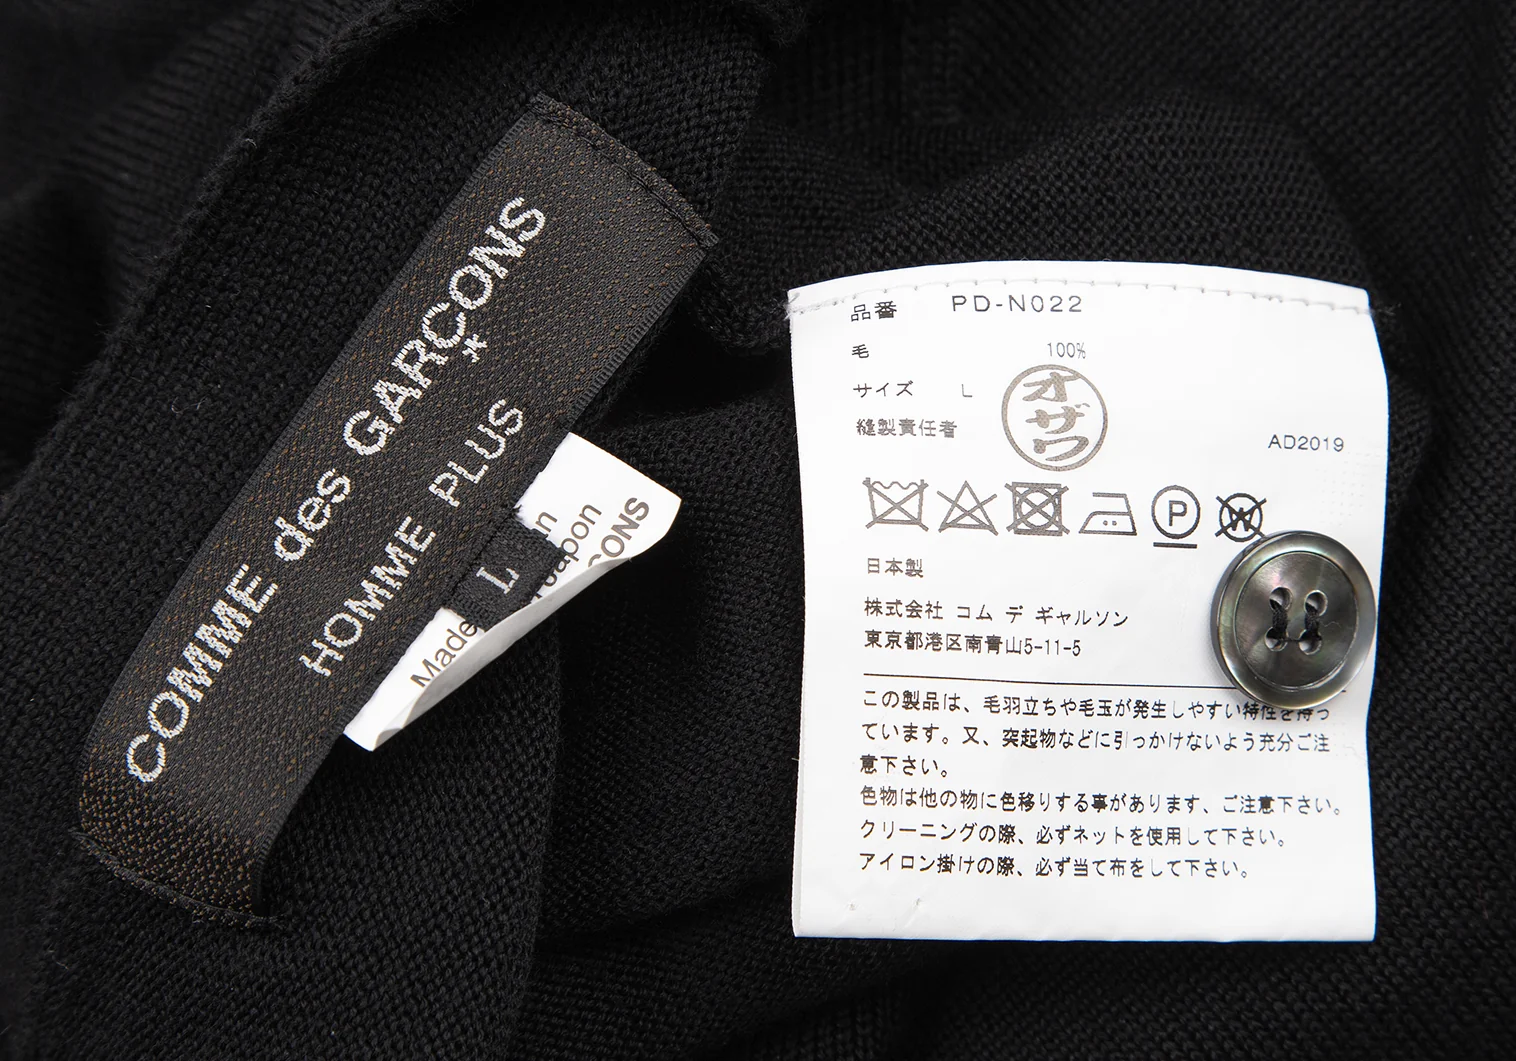 COMME des GARÇONS
HOMME PLUS
L
Made
CONS
品番 PD-N022
毛 100%
サイズ L
縫製責任者
オザワ
AD2019
P
W
日本製
株式会社 コム デ ギャルソン
東京都港区南青山5-11-5
この製品は、毛羽立ちや毛玉が発生しやすい特性を持っ
ています。又、突起物などに引っかけないよう充分ご注
意下さい。
色物は他の物に色移りする事があります、ご注意下さい。
クリーニングの際、必ずネットを使用して下さい。
アイロン掛けの際、必ず当て布をして下さい。